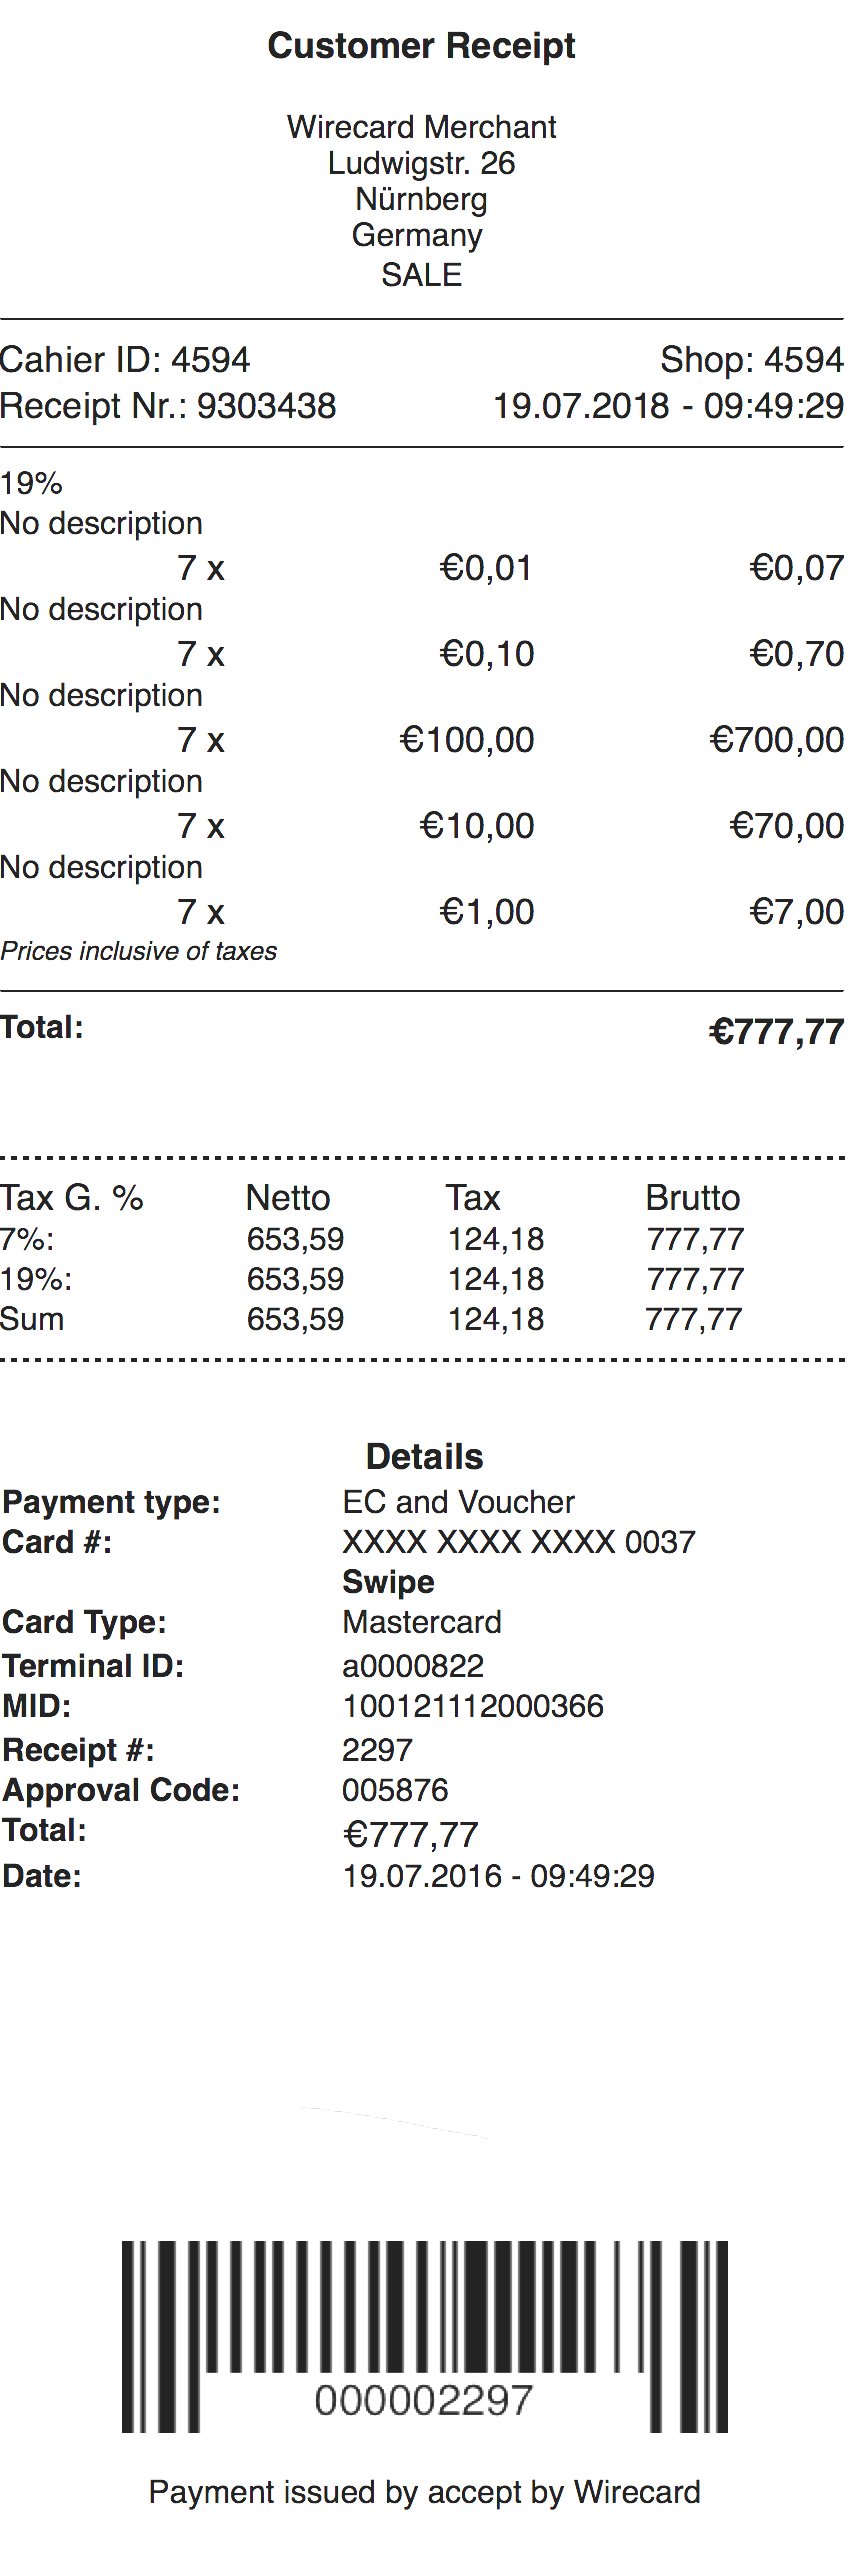 Customer Receipt
Wirecard Merchant
Ludwigstr. 26
Nürnberg
Germany
SALE
Cahier ID: 4594 Shop: 4594
Receipt Nr.: 9303438 19.07.2018 - 09:49:29
19%
No description
7 x €0,01 €0,07
No description
7 x €0,10 €0,70
No description
7 x €100,00 €700,00
No description
7 x €10,00 €70,00
No description
7 x €1,00 €7,00
Prices inclusive of taxes
Total: €777,77
Tax G. % Netto Tax Brutto
7%: 653,59 124,18 777,77
19%: 653,59 124,18 777,77
Sum 653,59 124,18 777,77
Details
Payment type: EC and Voucher
Card #: XXXX XXXX XXXX 0037
Swipe
Card Type: Mastercard
Terminal ID: a0000822
MID: 100121112000366
Receipt #: 2297
Approval Code: 005876
Total: €777,77
Date: 19.07.2016 - 09:49:29
000002297
Payment issued by accept by Wirecard